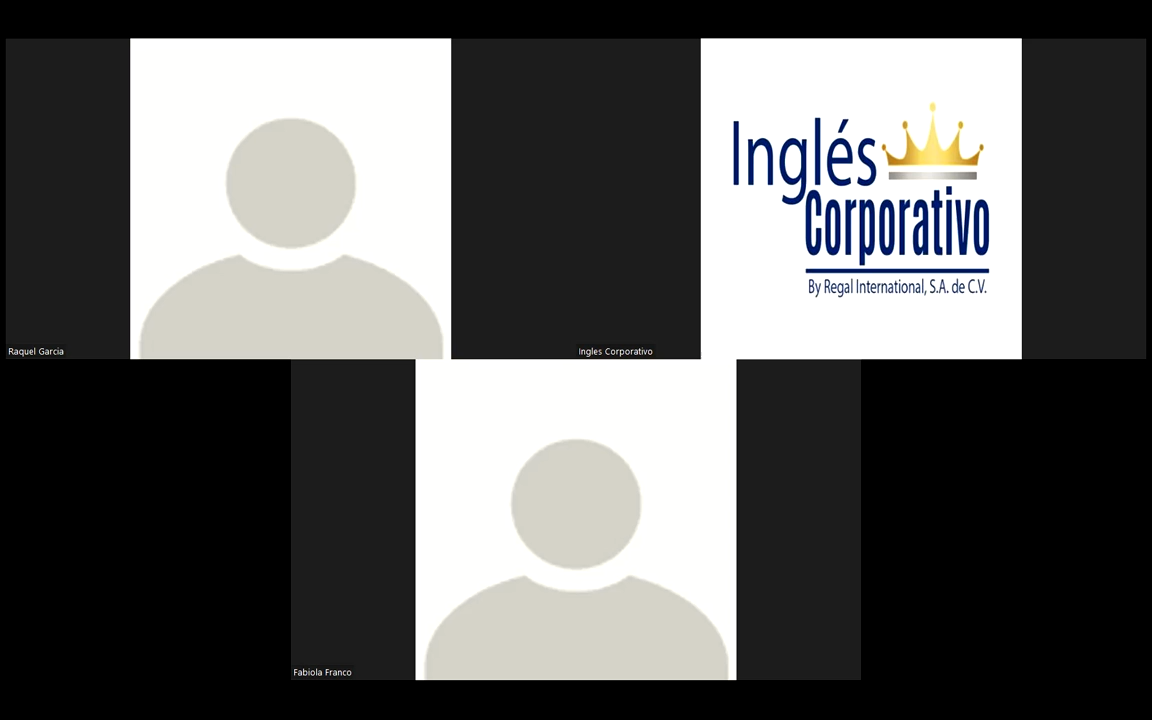 Inglés
Corporativo
By Regal International, S.A. de C.V.
Raquel Garcia
Ingles Corporativo
Fabiola Franco